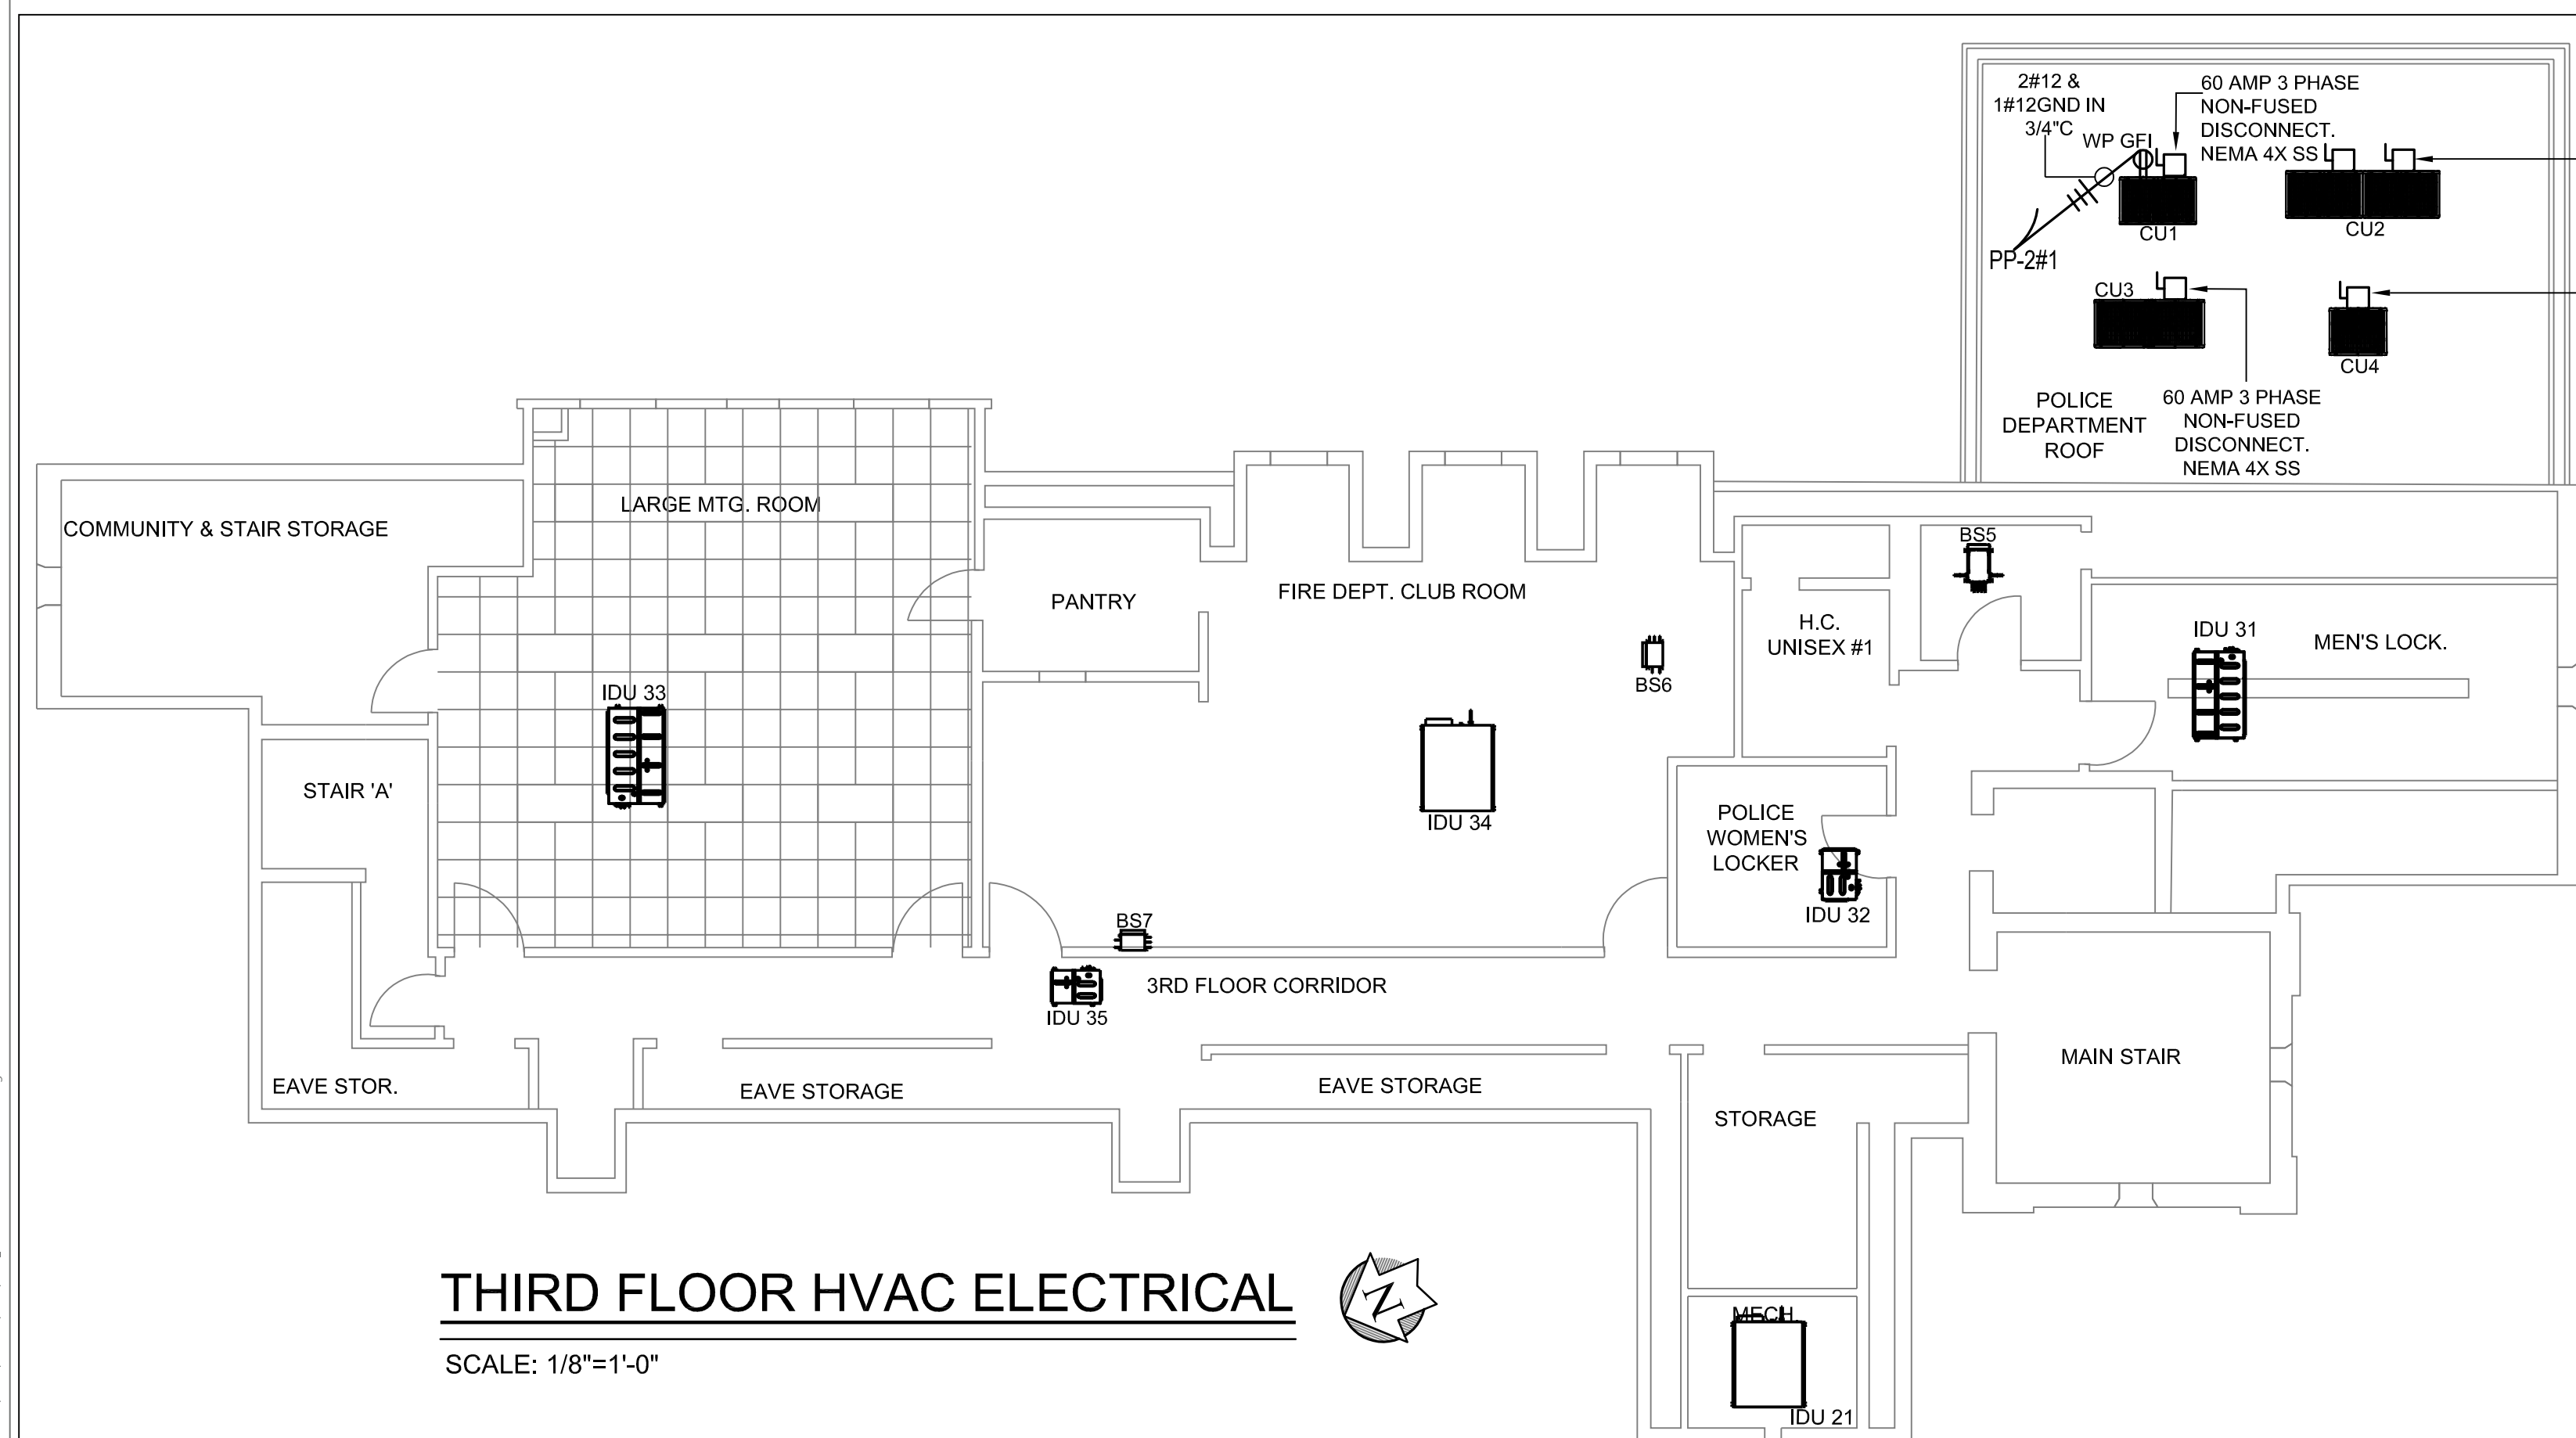 2#12 &
1#12GND IN
3/4"C
WP GFI
60 AMP 3 PHASE
NON-FUSED
DISCONNECT.
NEMA 4X SS
CU1
CU2
PP-2#1
CU3
CU4
POLICE
DEPARTMENT
ROOF
60 AMP 3 PHASE
NON-FUSED
DISCONNECT.
NEMA 4X SS
COMMUNITY & STAIR STORAGE
LARGE MTG. ROOM
PANTRY
FIRE DEPT. CLUB ROOM
BS5
H.C.
UNISEX #1
IDU 31
MEN'S LOCK.
BS6
IDU 33
STAIR 'A'
IDU 34
POLICE
WOMEN'S
LOCKER
IDU 32
BS7
3RD FLOOR CORRIDOR
IDU 35
MAIN STAIR
EAVE STOR.
EAVE STORAGE
EAVE STORAGE
STORAGE
THIRD FLOOR HVAC ELECTRICAL
N
SCALE: 1/8"=1'-0"
MECH.
IDU 21